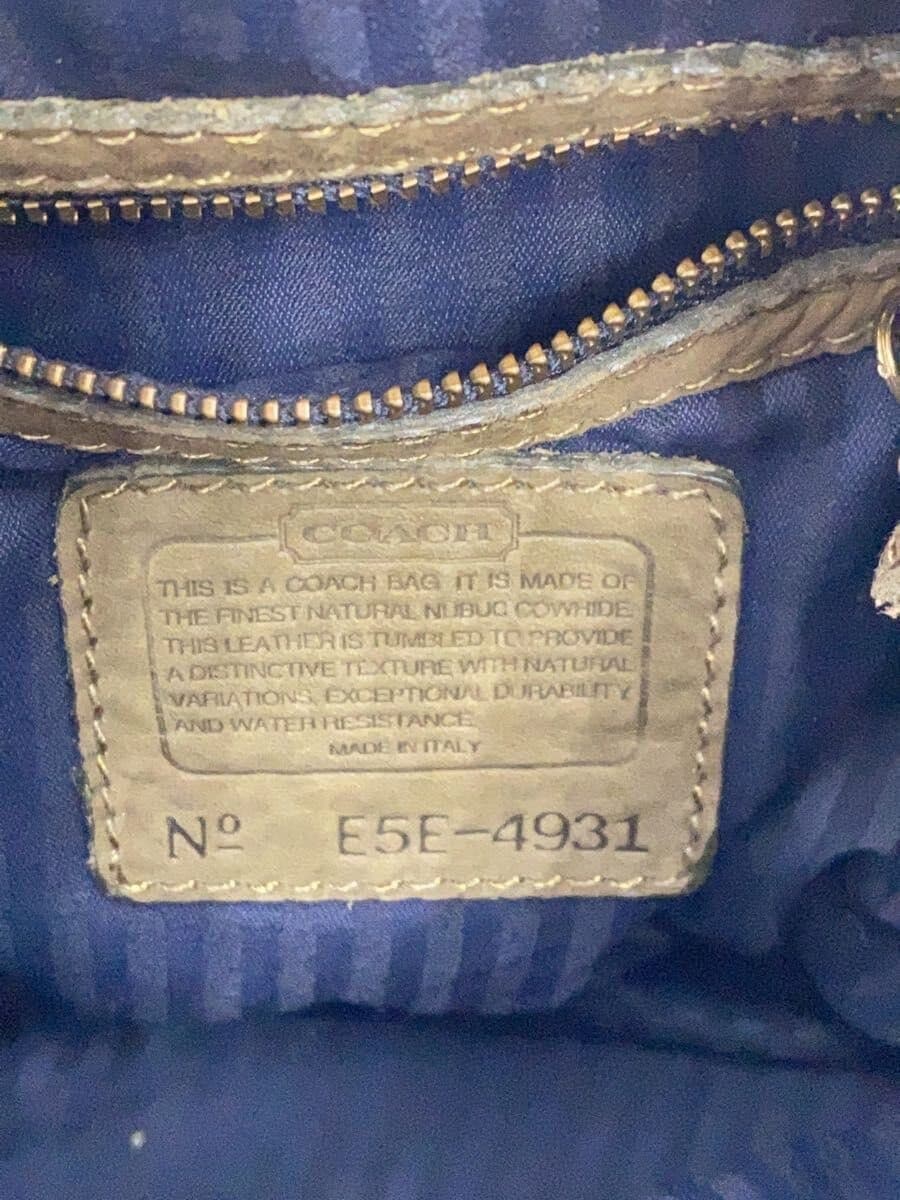 COACH
THIS IS A COACH BAG. IT IS MADE OF
THE FINEST NATURAL NUBUC COWHIDE.
THIS LEATHER IS TUMBLED TO PROVIDE
A DISTINCTIVE TEXTURE WITH NATURAL
VARIATIONS, EXCEPTIONAL DURABILITY
AND WATER RESISTANCE.
MADE IN ITALY
Nº E5E-4931